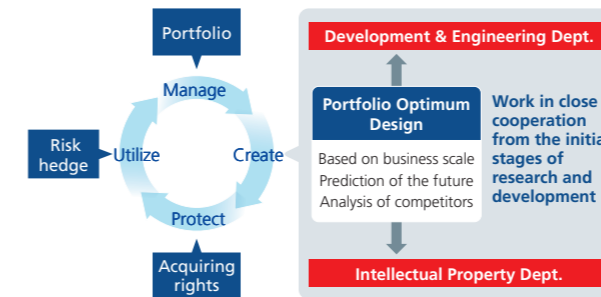 Portfolio
Manage
Risk
hedge
Utilize
Create
Protect
Acquiring
rights
Development & Engineering Dept.
Portfolio Optimum
Design
Based on business scale
Prediction of the future
Analysis of competitors
Work in close
cooperation
from the initia
stages of
research and
development
Intellectual Property Dept.